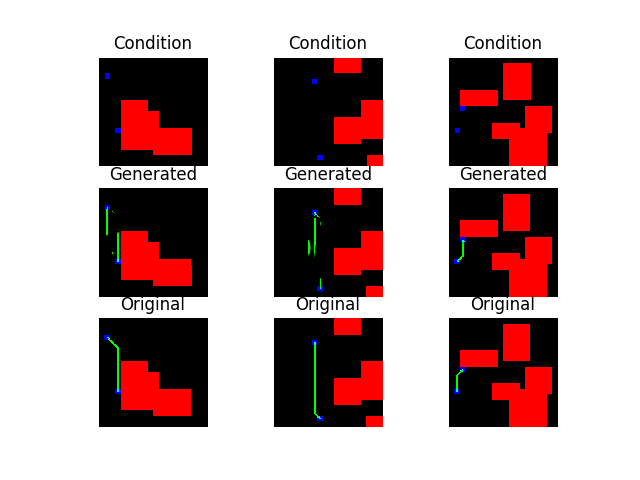 Condition Condition Condition
Generated Generated Generated
Original Original Original